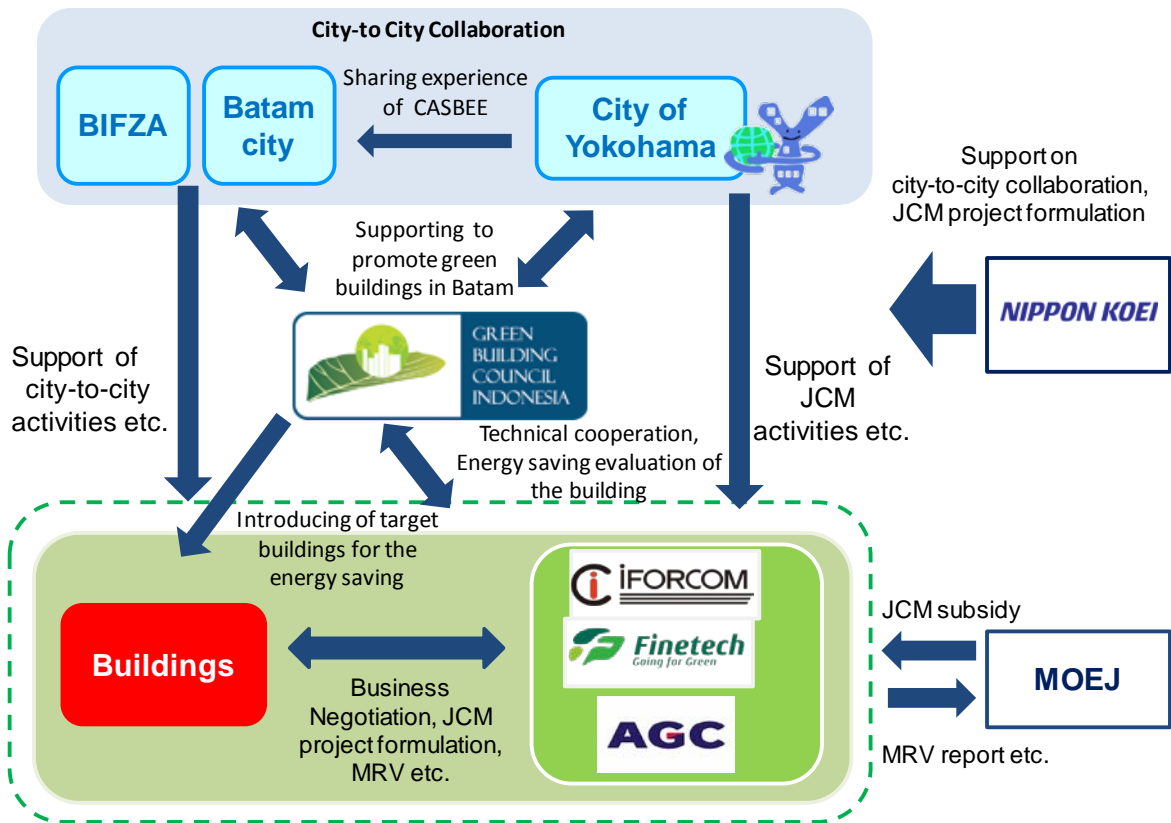 City-to City Collaboration
BIFZA
Batam
city
Sharing experience
of CASBEE
City of
Yokohama
Support on
city-to-city collaboration,
JCM project formulation
NIPPON KOEI
Supporting to
promote green
buildings in Batam
GREEN
BUILDING
COUNCIL
INDONESIA
Support of
city-to-city
activities etc.
Support of
JCM
activities etc.
Technical cooperation,
Energy saving evaluation of
the building
Introducing of target
buildings for the
energy saving
Buildings
Business
Negotiation, JCM
project formulation,
MRV etc.
Ci iFORCOM
Finetech
Going for Green
AGC
JCM subsidy
MOEJ
MRV report etc.